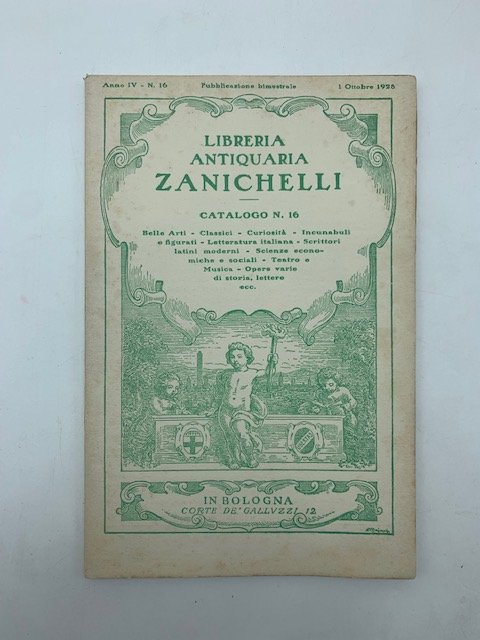 Anno IV - N. 16 Pubblicazione bimestrale 1 Ottobre 1925
LIBRERIA
ANTIQUARIA
ZANICHELLI
CATALOGO N. 16
Belle Arti - Classici - Curiosità - Incunabuli
e figurati - Letteratura italiana - Scrittori
latini moderni - Scienze econo-
miche e sociali - Teatro e
Musica - Opere varie
di storia, lettere
ecc.
IN BOLOGNA
CORTE DE' GALLVZZI 12